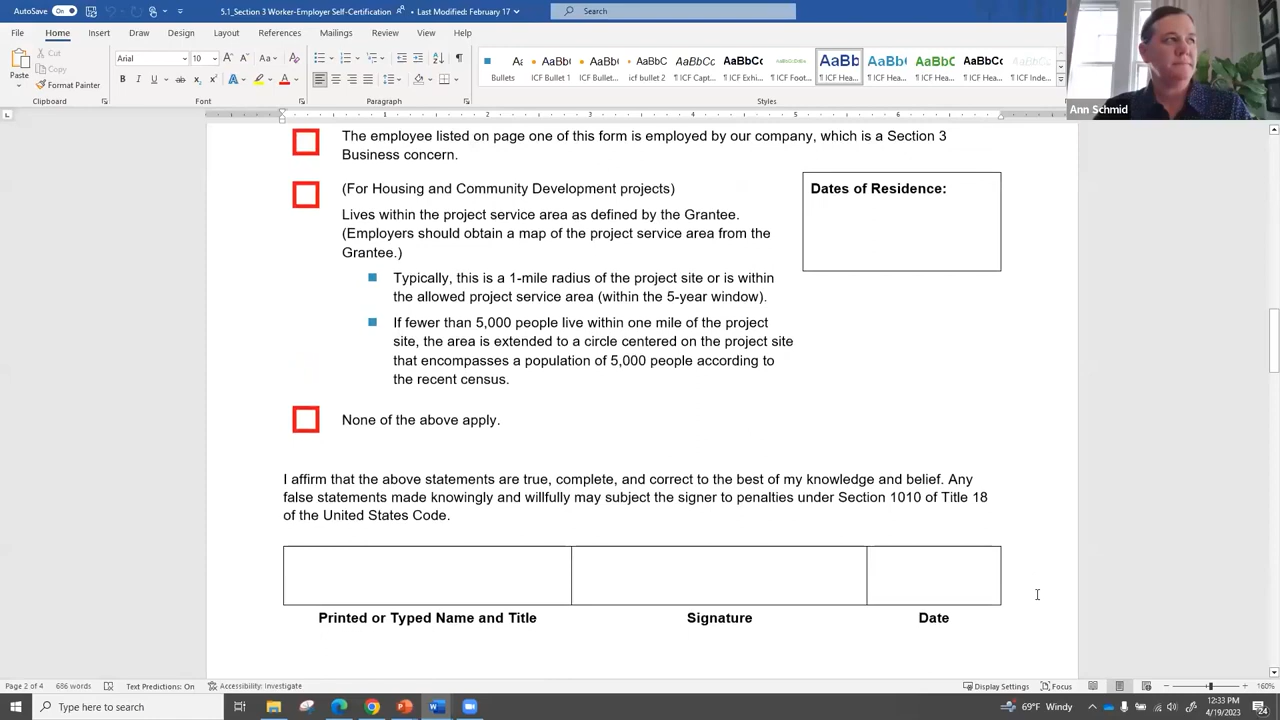 AutoSave On
5.1_Section 3 Worker-Employer Self-Certification • Last Modified: February 17
Search
File Home Insert Draw Design Layout References Mailings Review View Help
Paste
Cut
Copy
Format Painter
Arial 10
Clipboard Font Paragraph Styles
Bullets ICF Bullet 1 ICF Bullet... icf bullet 2 ¶ ICF Capt... ¶ ICF Exhi... ¶ ICF Foot... ¶ ICF Hea... ¶ ICF Hea... ¶ ICF Hea... ¶ ICF Hea... ¶ ICF Inde...
Ann Schmid
The employee listed on page one of this form is employed by our company, which is a Section 3
Business concern.
(For Housing and Community Development projects)
Dates of Residence:
Lives within the project service area as defined by the Grantee.
(Employers should obtain a map of the project service area from the
Grantee.)
Typically, this is a 1-mile radius of the project site or is within
the allowed project service area (within the 5-year window).
If fewer than 5,000 people live within one mile of the project
site, the area is extended to a circle centered on the project site
that encompasses a population of 5,000 people according to
the recent census.
None of the above apply.
I affirm that the above statements are true, complete, and correct to the best of my knowledge and belief. Any
false statements made knowingly and willfully may subject the signer to penalties under Section 1010 of Title 18
of the United States Code.
Printed or Typed Name and Title Signature Date
Page 2 of 4 686 words Text Predictions: On Accessibility: Investigate
Display Settings Focus 160%
Type here to search
69°F Windy
12:33 PM
4/19/2023
24